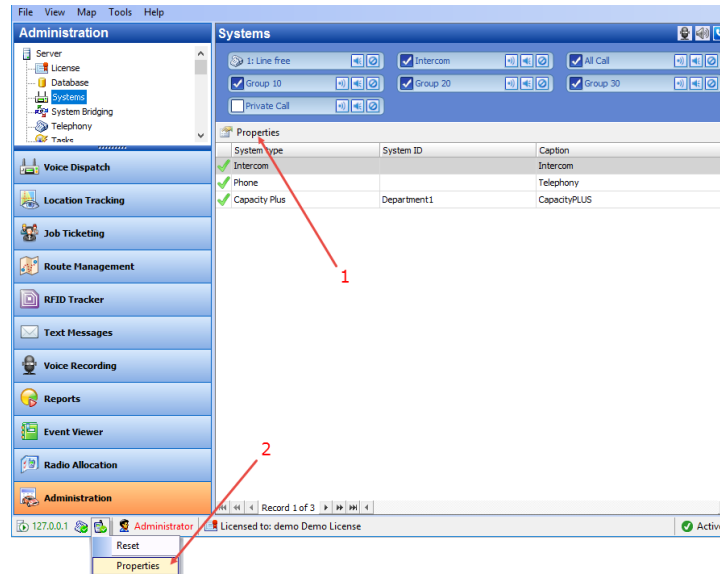 File View Map Tools Help
Administration
Systems
Server
License
Database
Systems
System Bridging
Telephony
Tasks
1: Line free
Intercom
All Call
Group 10
Group 20
Group 30
Private Call
Properties
System type System ID Caption
Intercom Intercom
Phone Telephony
Capacity Plus Department1 CapacityPLUS
1
Voice Dispatch
Location Tracking
Job Ticketing
Route Management
RFID Tracker
Text Messages
Voice Recording
Reports
Event Viewer
Radio Allocation
Administration
2
Record 1 of 3
127.0.0.1 Administrator Licensed to: demo Demo License Active
Reset
Properties